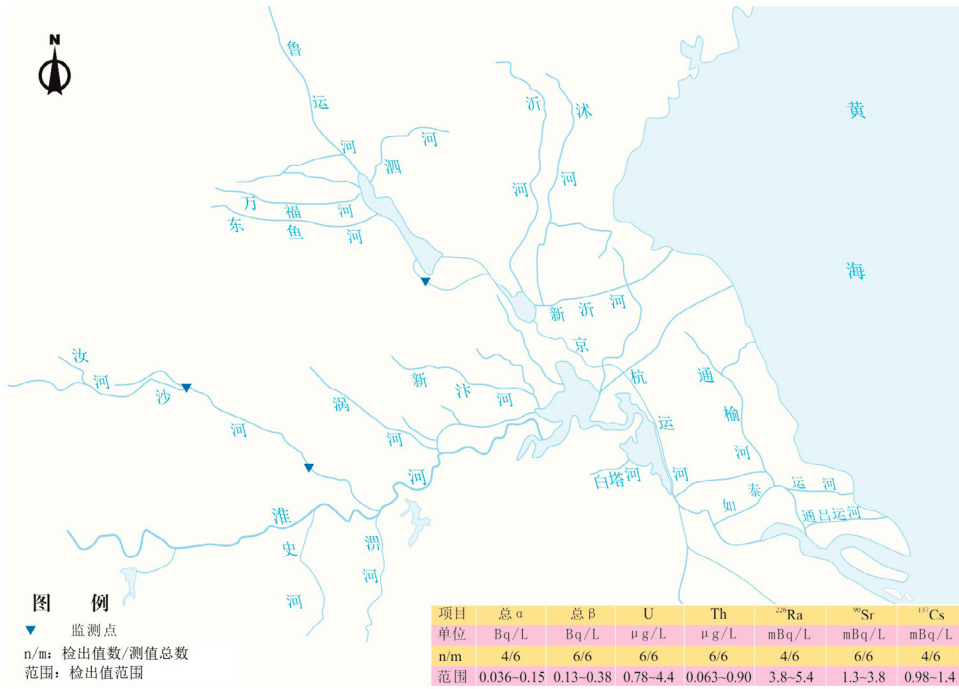 N
鲁运河
泗河
沂河
沭河
黄海
万福河
东鱼河
新沂河
京杭运河
通榆河
汝河
沙河
涡河
新汴河
白塔河
淮河
史河
淠河
如泰运河
通吕运河
图 例
监测点
n/m: 检出值数/测值总数
范围: 检出值范围
项目 总α 总β U Th ²²⁶Ra ⁹⁰Sr ¹³⁷Cs
单位 Bq/L Bq/L μg/L μg/L mBq/L mBq/L mBq/L
n/m 4/6 6/6 6/6 6/6 4/6 6/6 4/6
范围 0.036~0.15 0.13~0.38 0.78~4.4 0.063~0.90 3.8~5.4 1.3~3.8 0.98~1.4